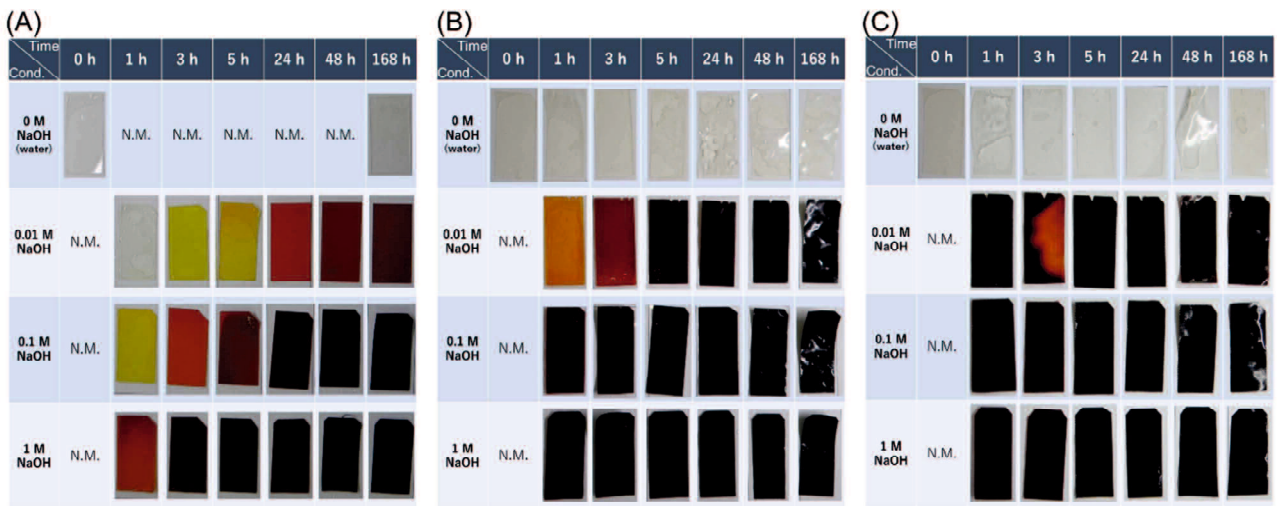 (A)
Time
Cond.
0 h 1 h 3 h 5 h 24 h 48 h 168 h
0 M
NaOH
(water)
N.M. N.M. N.M. N.M. N.M.
0.01 M
NaOH
N.M.
0.1 M
NaOH
N.M.
1 M
NaOH
N.M.
(B)
Time
Cond.
0 h 1 h 3 h 5 h 24 h 48 h 168 h
0 M
NaOH
(water)
0.01 M
NaOH
N.M.
0.1 M
NaOH
N.M.
1 M
NaOH
N.M.
(C)
Time
Cond.
0 h 1 h 3 h 5 h 24 h 48 h 168 h
0 M
NaOH
(water)
0.01 M
NaOH
N.M.
0.1 M
NaOH
N.M.
1 M
NaOH
N.M.